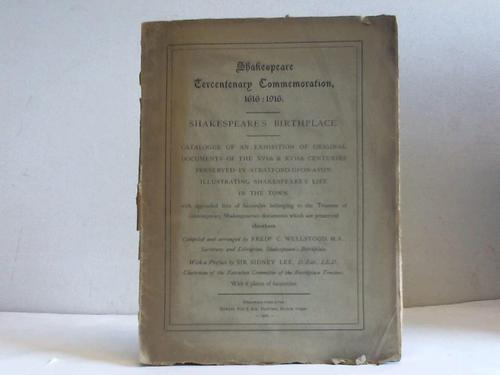 Shakespeare
Tercentenary Commemoration,
1616 : 1916.
SHAKESPEARE'S BIRTHPLACE
CATALOGUE OF AN EXHIBITION OF ORIGINAL
DOCUMENTS OF THE XVIth & XVIIth CENTURIES
PRESERVED IN STRATFORD-UPON-AVON,
ILLUSTRATING SHAKESPEARE'S LIFE
IN THE TOWN,
with appended lists of facsimiles belonging to the Trustees of
contemporary Shakespearean documents which are preserved
elsewhere.
Compiled and arranged by FREDK C. WELLSTOOD, M.A.,
Secretary and Librarian, Shakespeare's Birthplace.
With a Preface by SIR SIDNEY LEE, D.Litt., LL.D.,
Chairman of the Executive Committee of the Birthplace Trustees.
With 8 plates of facsimiles.
STRATFORD-UPON-AVON